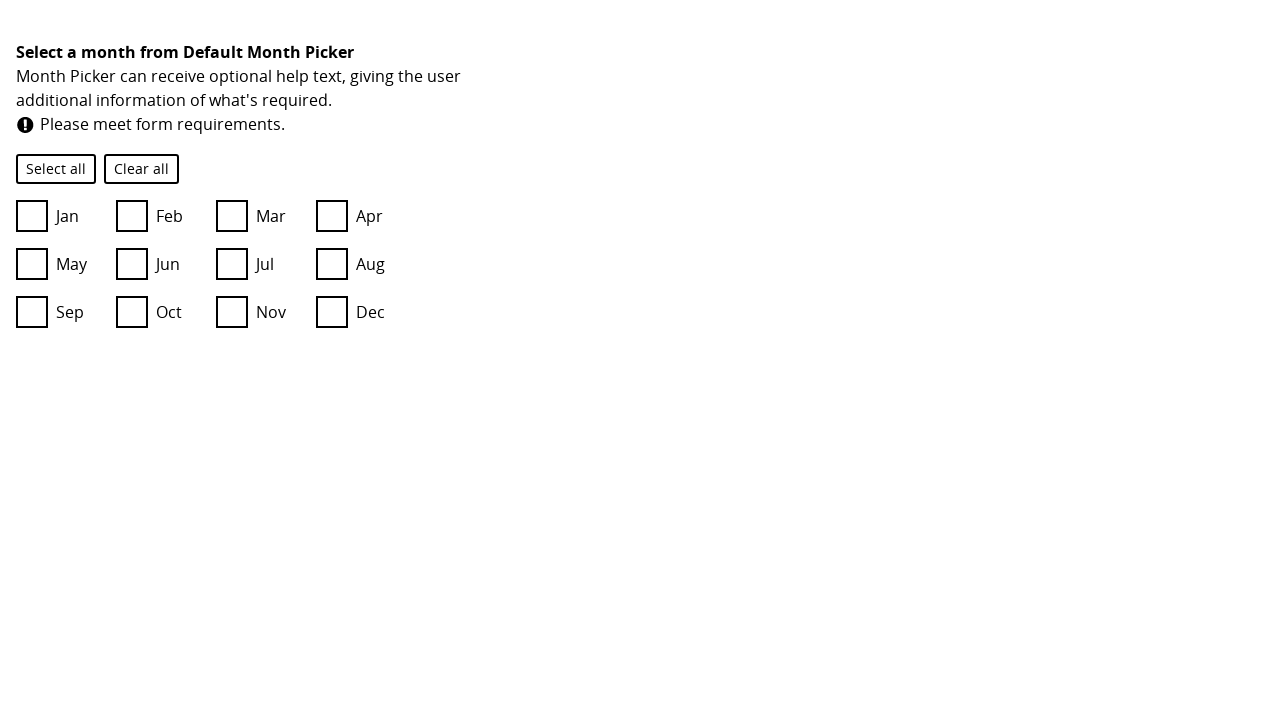 Select a month from Default Month Picker
Month Picker can receive optional help text, giving the user
additional information of what's required.
Please meet form requirements.
Select all Clear all
Jan Feb Mar Apr
May Jun Jul Aug
Sep Oct Nov Dec